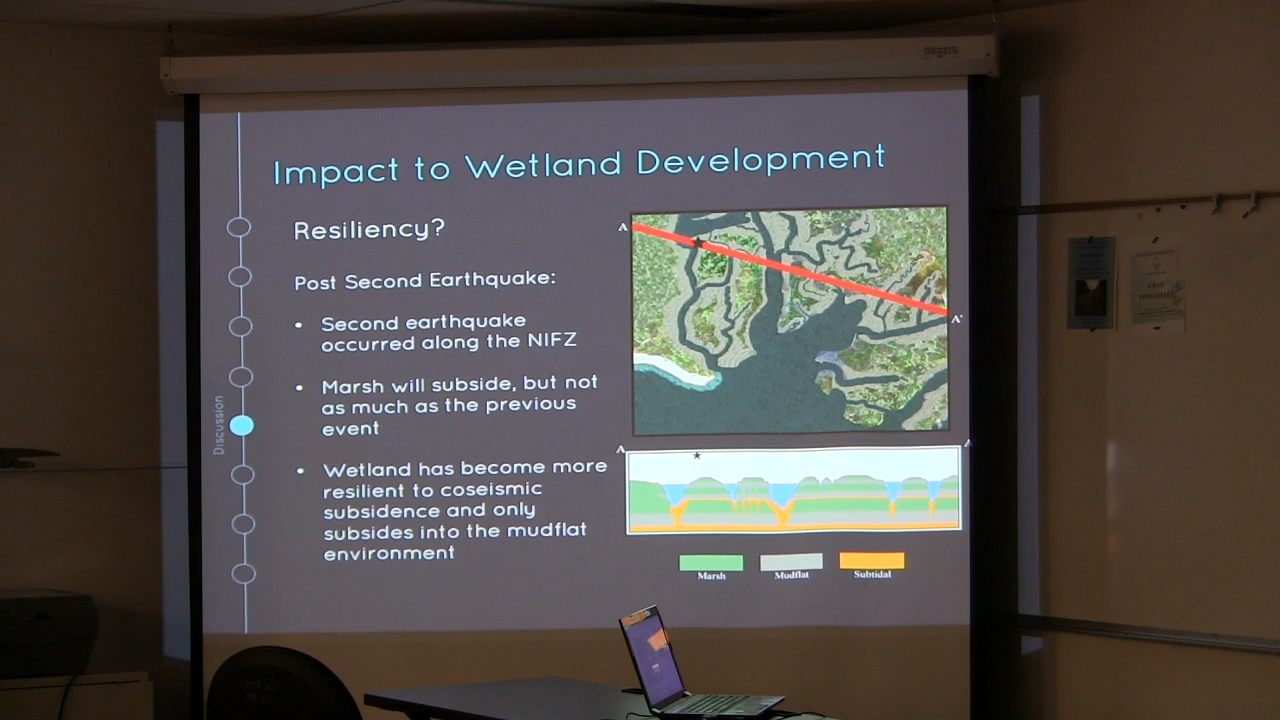 Impact to Wetland Development
Resiliency?
Post Second Earthquake:
• Second earthquake
occurred along the NIFZ
• Marsh will subside, but not
as much as the previous
event
• Wetland has become more
resilient to coseismic
subsidence and only
subsides into the mudflat
environment
Discussion
A
A'
A
A'
Marsh
Mudflat
Subtidal